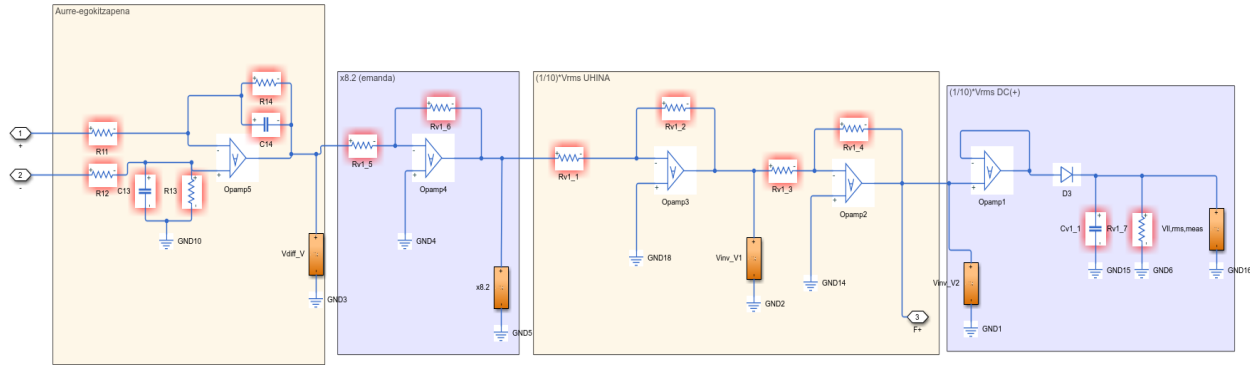 Aurre-egokitzapena
R14
C14
1
+
R11
2
-
R12
C13
R13
Opamp5
GND10
Vdiff_V
GND3
x8.2 (emanda)
Rv1_6
Rv1_5
Opamp4
GND4
x8.2
GND5
(1/10)*Vrms UHINA
Rv1_2
Rv1_1
Opamp3
GND18
Vinv_V1
GND2
Rv1_4
Rv1_3
Opamp2
GND14
3
F+
(1/10)*Vrms DC(+)
Opamp1
D3
Cv1_1
Rv1_7
Vll,rms,meas
GND15
GND6
GND16
Vinv_V2
GND1